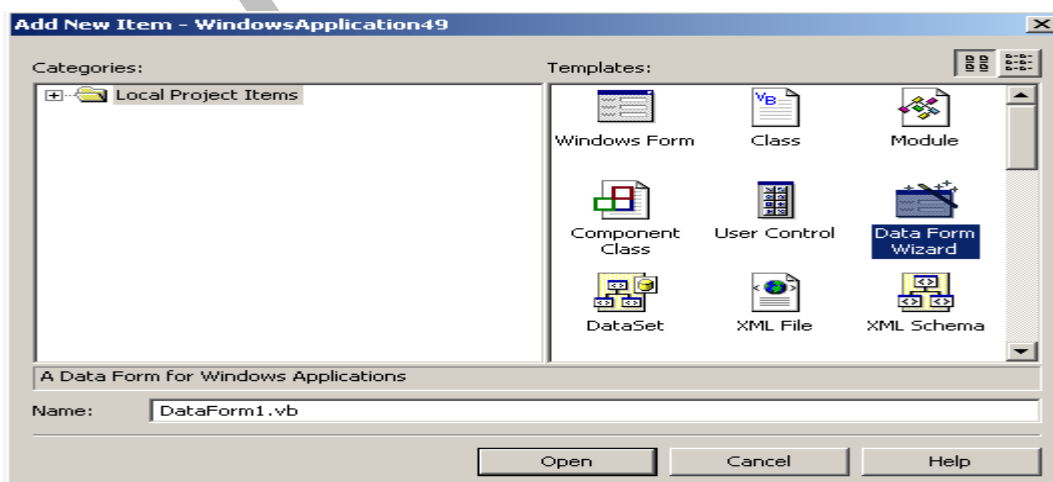 Add New Item - WindowsApplication49
Categories:
Templates:
Local Project Items
Windows Form
Class
Module
Component
Class
User Control
Data Form
Wizard
DataSet
XML File
XML Schema
A Data Form for Windows Applications
Name:
DataForm1.vb
Open
Cancel
Help